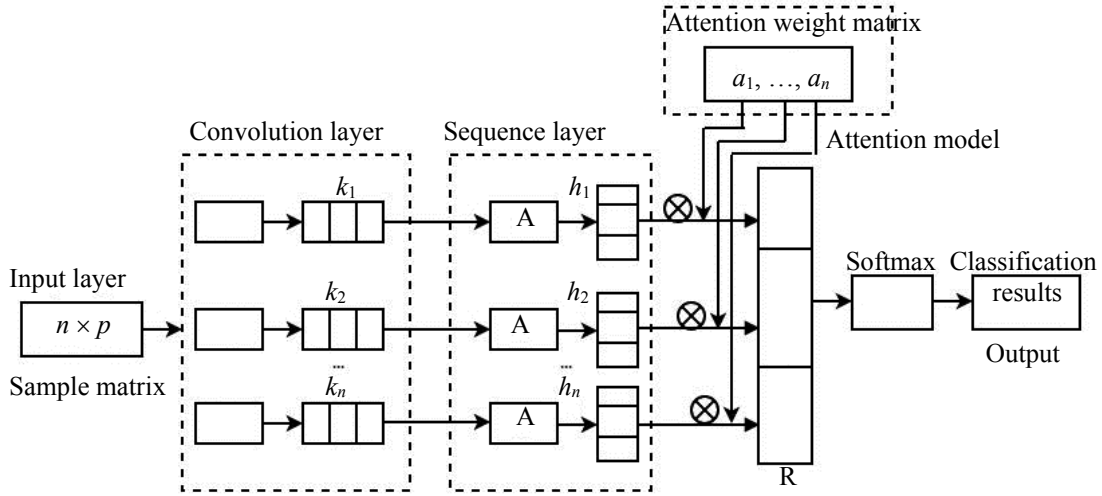 Attention weight matrix
a₁, …, aₙ
Attention model
Convolution layer
Sequence layer
k₁
h₁
A
Input layer
n × p
Sample matrix
k₂
h₂
A
...
kₙ
...
hₙ
A
R
Softmax
Classification
results
Output